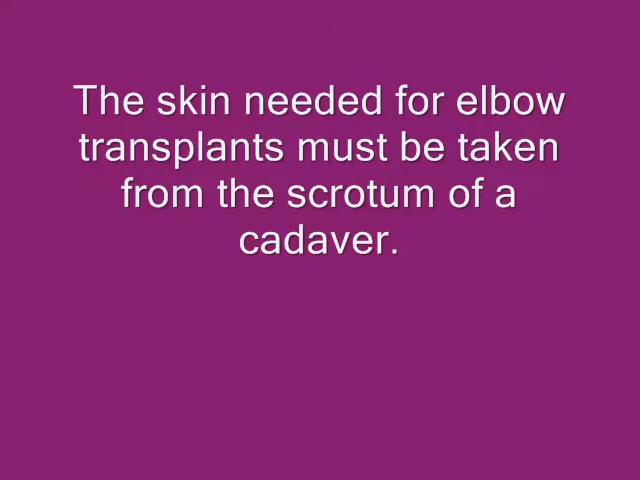 The skin needed for elbow
transplants must be taken
from the scrotum of a
cadaver.